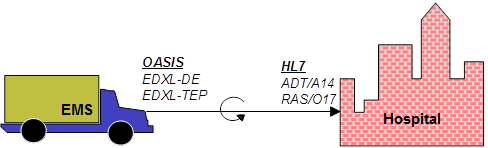 OASIS
EDXL-DE
EDXL-TEP
HL7
ADT/A14
RAS/O17
EMS
Hospital